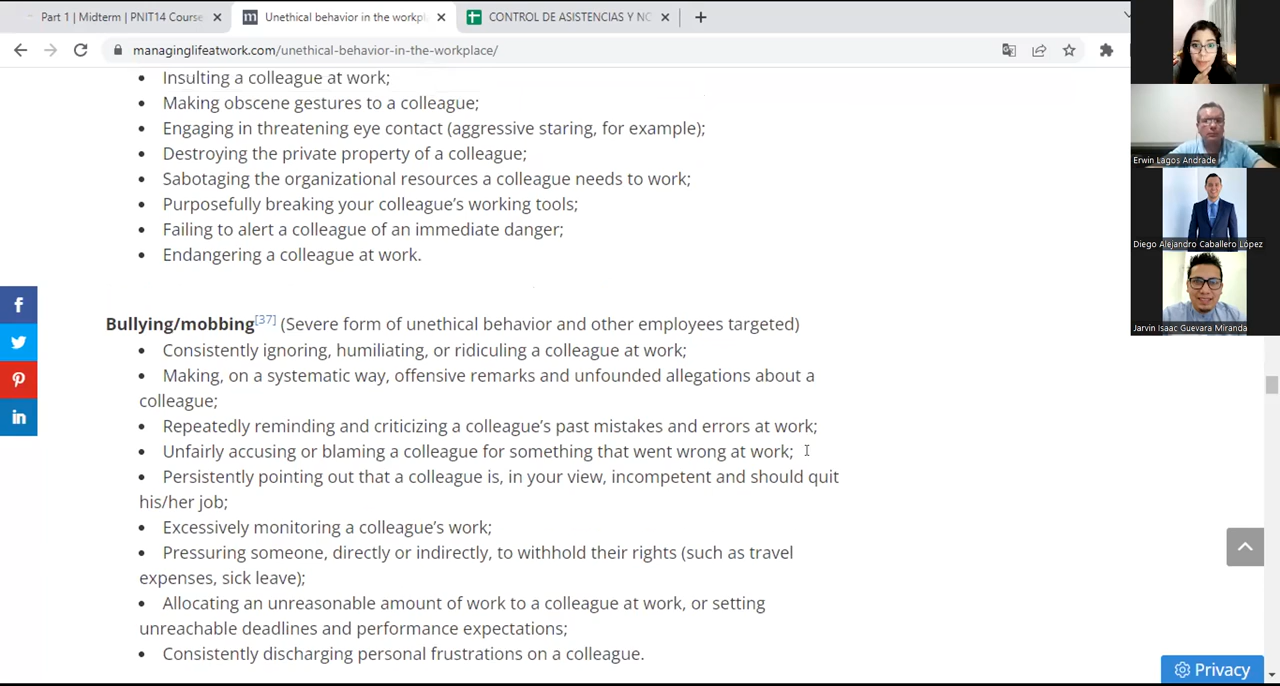 Part 1 | Midterm | PNIT14 Course
Unethical behavior in the workpl
CONTROL DE ASISTENCIAS Y NO
managinglifeatwork.com/unethical-behavior-in-the-workplace/
• Insulting a colleague at work;
• Making obscene gestures to a colleague;
• Engaging in threatening eye contact (aggressive staring, for example);
• Destroying the private property of a colleague;
• Sabotaging the organizational resources a colleague needs to work;
• Purposefully breaking your colleague's working tools;
• Failing to alert a colleague of an immediate danger;
• Endangering a colleague at work.
Bullying/mobbing[37] (Severe form of unethical behavior and other employees targeted)
• Consistently ignoring, humiliating, or ridiculing a colleague at work;
• Making, on a systematic way, offensive remarks and unfounded allegations about a
colleague;
• Repeatedly reminding and criticizing a colleague's past mistakes and errors at work;
• Unfairly accusing or blaming a colleague for something that went wrong at work;
• Persistently pointing out that a colleague is, in your view, incompetent and should quit
his/her job;
• Excessively monitoring a colleague's work;
• Pressuring someone, directly or indirectly, to withhold their rights (such as travel
expenses, sick leave);
• Allocating an unreasonable amount of work to a colleague at work, or setting
unreachable deadlines and performance expectations;
• Consistently discharging personal frustrations on a colleague.
Erwin Lagos Andrade
Diego Alejandro Caballero López
Jarvin Isaac Guevara Miranda
Privacy